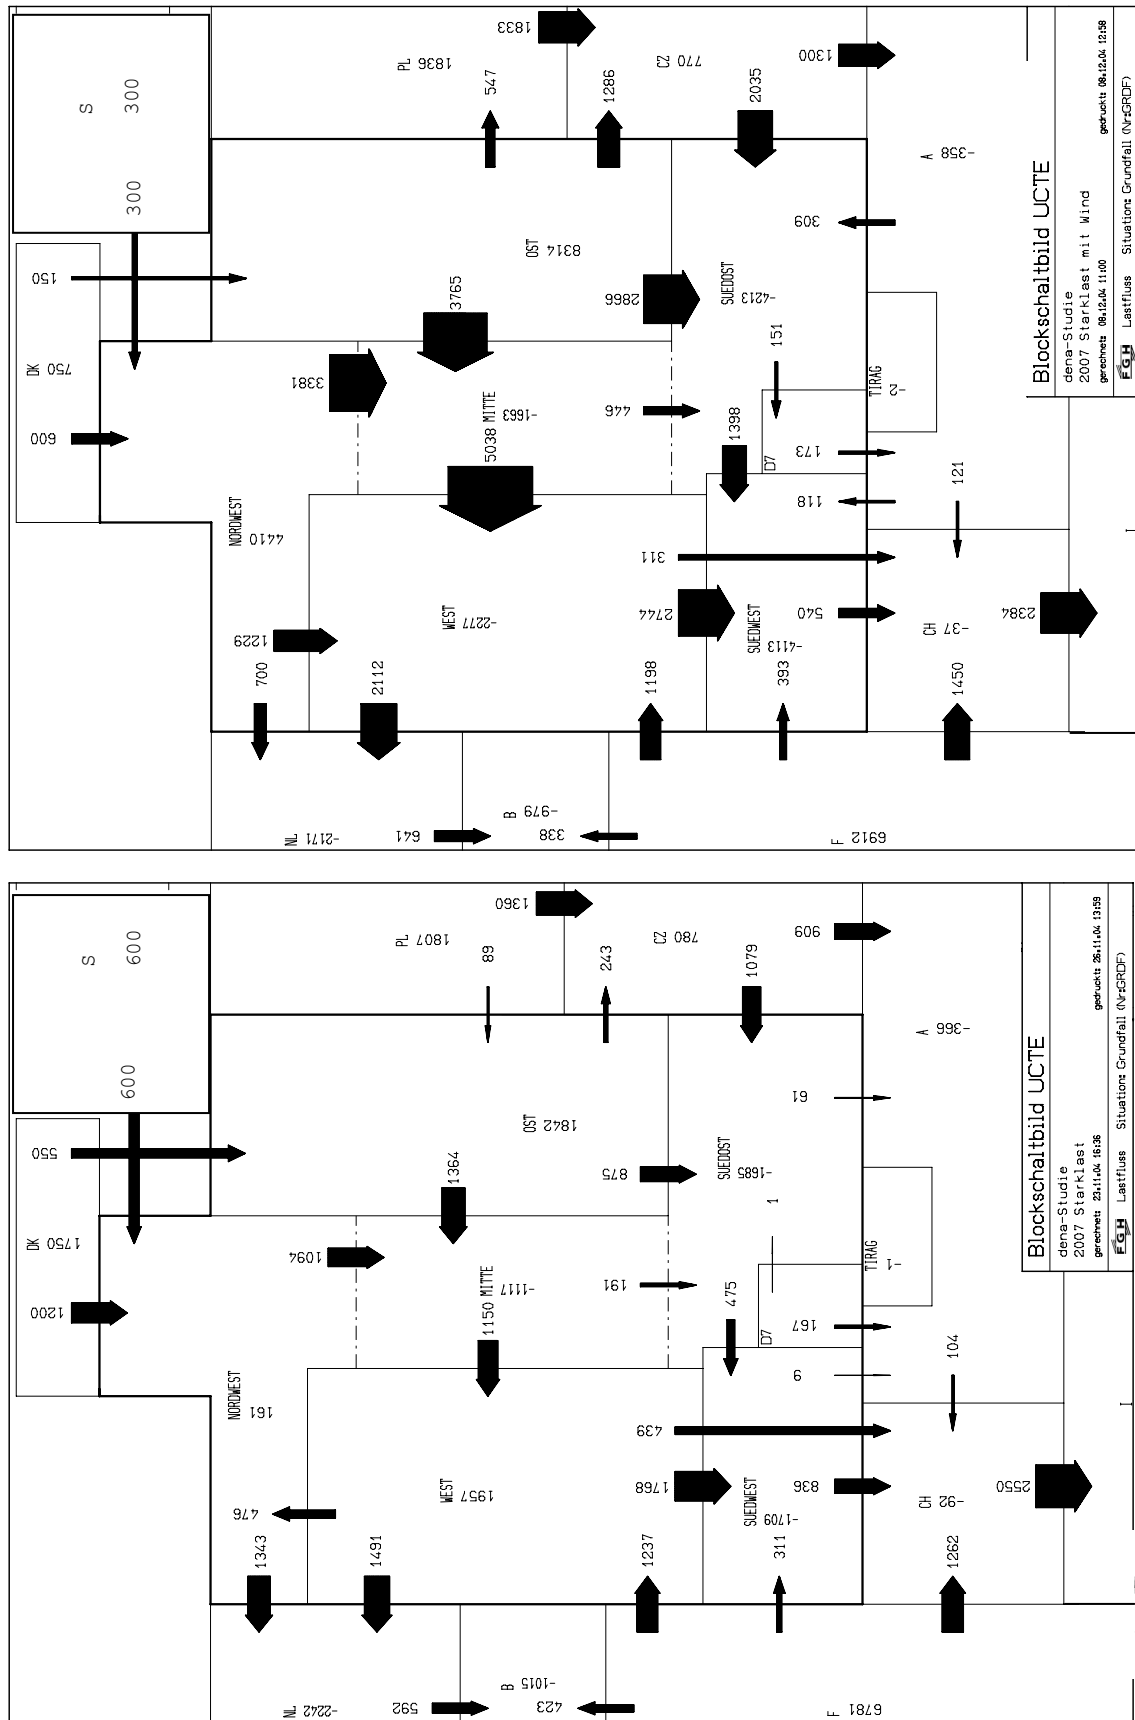 S 300
300
DK 750
150
600
PL 1836
1833
547
1286
CZ 770
2035
1300
A -358
OST 8314
309
3765
2866
SUEDOST -4213
3381
151
TIRAG -2
5038 MITTE -1663
446
1398
D7
173
118
121
NORDWEST 4410
311
WEST -2277
1229
2744
SUEDWEST -4113
540
CH -37
2384
I
700
2112
1198
393
1450
NL -2171
641
B -979
338
F 6912
Blockschaltbild UCTE
dena-Studie
2007 Starklast mit Wind
gerechnet: 08.12.04 11:00 gedruckt: 08.12.04 12:58
FGH Lastfluss Situation: Grundfall (Nr:GRDF)
S 600
600
DK 1750
550
1200
PL 1807
1360
89
243
CZ 780
1079
909
A -366
OST 1842
61
1364
875
SUEDOST -1685
1
1094
TIRAG -1
1150 MITTE -1117
191
475
D7
167
9
104
NORDWEST 161
439
WEST 1957
476
1768
SUEDWEST -1709
836
CH -92
2550
I
1343
1491
1237
311
1262
NL -2242
592
B -1015
423
F 6781
Blockschaltbild UCTE
dena-Studie
2007 Starklast
gerechnet: 23.11.04 16:36 gedruckt: 26.11.04 13:59
FGH Lastfluss Situation: Grundfall (Nr:GRDF)